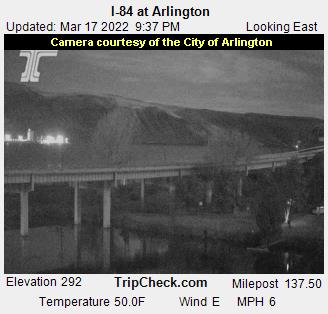 I-84 at Arlington
Updated: Mar 17 2022 9:37 PM Looking East
Camera courtesy of the City of Arlington
Elevation 292 TripCheck.com Milepost 137.50
Temperature 50.0F Wind E MPH 6